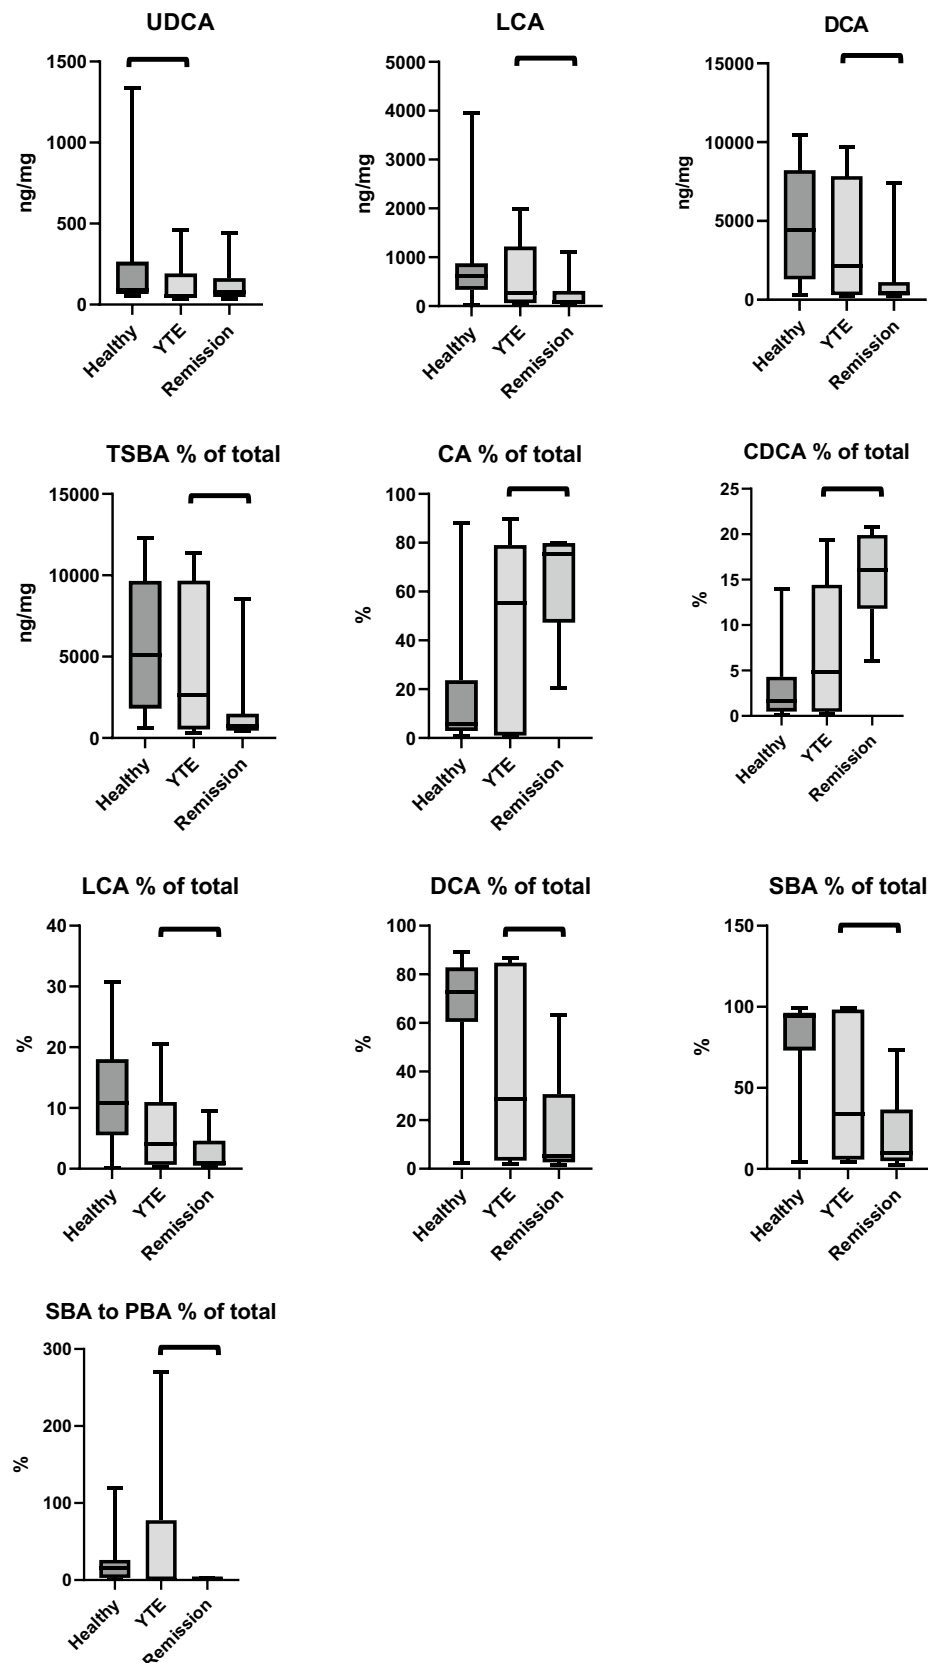 UDCA
1500
1000
500
0
ng/mg
Healthy
YTE
Remission
LCA
5000
4000
3000
2000
1000
0
ng/mg
Healthy
YTE
Remission
DCA
15000
10000
5000
0
ng/mg
Healthy
YTE
Remission
TSBA % of total
15000
10000
5000
0
ng/mg
Healthy
YTE
Remission
CA % of total
100
80
60
40
20
0
%
Healthy
YTE
Remission
CDCA % of total
25
20
15
10
5
0
%
Healthy
YTE
Remission
LCA % of total
40
30
20
10
0
%
Healthy
YTE
Remission
DCA % of total
100
80
60
40
20
0
%
Healthy
YTE
Remission
SBA % of total
150
100
50
0
%
Healthy
YTE
Remission
SBA to PBA % of total
300
200
100
0
%
Healthy
YTE
Remission